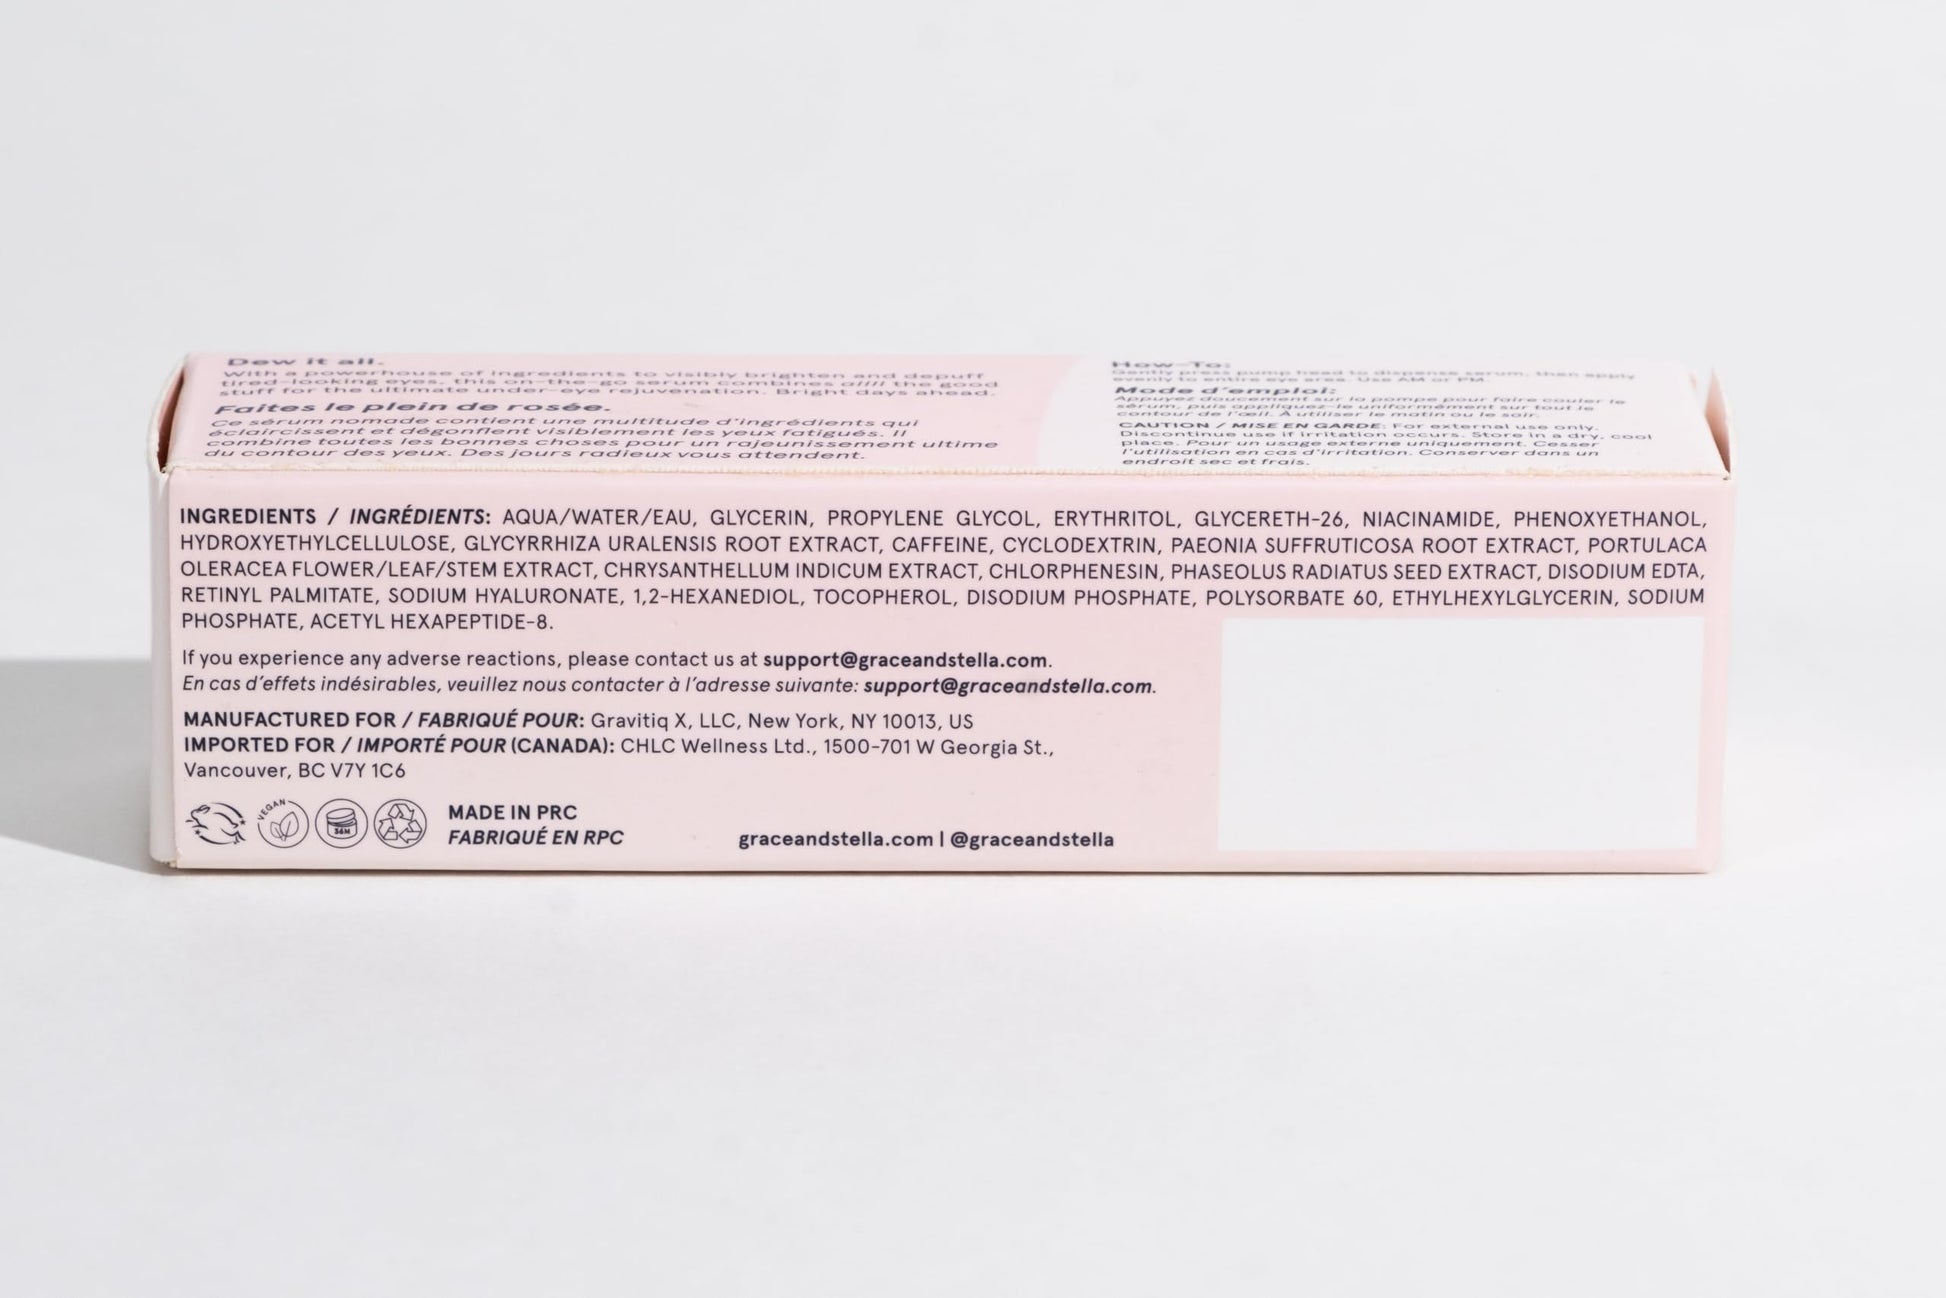 Dew it all.
With a powerhouse of ingredients to visibly brighten and depuff
tired-looking eyes, this on-the-go serum combines allll the good
stuff for the ultimate under-eye rejuvenation. Bright days ahead.
Faites le plein de rosée.
Ce sérum nomade contient une multitude d'ingrédients qui
éclaircissent et dégonflent visiblement les yeux fatigués. Il
combine toutes les bonnes choses pour un rajeunissement ultime
du contour des yeux. Des jours radieux vous attendent.
How-To:
Gently press pump head to dispense serum, then apply
evenly to entire eye area. Use AM or PM.
Mode d'emploi:
Appuyez doucement sur la pompe pour faire couler le
sérum, puis appliquez-le uniformément sur tout le
contour de l'œil. À utiliser le matin ou le soir.
CAUTION / MISE EN GARDE: For external use only.
Discontinue use if irritation occurs. Store in a dry, cool
place. Pour un usage externe uniquement. Cesser
l'utilisation en cas d'irritation. Conserver dans un
endroit sec et frais.
INGREDIENTS / INGRÉDIENTS: AQUA/WATER/EAU, GLYCERIN, PROPYLENE GLYCOL, ERYTHRITOL, GLYCERETH-26, NIACINAMIDE, PHENOXYETHANOL,
HYDROXYETHYLCELLULOSE, GLYCYRRHIZA URALENSIS ROOT EXTRACT, CAFFEINE, CYCLODEXTRIN, PAEONIA SUFFRUTICOSA ROOT EXTRACT, PORTULACA
OLERACEA FLOWER/LEAF/STEM EXTRACT, CHRYSANTHELLUM INDICUM EXTRACT, CHLORPHENESIN, PHASEOLUS RADIATUS SEED EXTRACT, DISODIUM EDTA,
RETINYL PALMITATE, SODIUM HYALURONATE, 1,2-HEXANEDIOL, TOCOPHEROL, DISODIUM PHOSPHATE, POLYSORBATE 60, ETHYLHEXYLGLYCERIN, SODIUM
PHOSPHATE, ACETYL HEXAPEPTIDE-8.
If you experience any adverse reactions, please contact us at support@graceandstella.com.
En cas d'effets indésirables, veuillez nous contacter à l'adresse suivante: support@graceandstella.com.
MANUFACTURED FOR / FABRIQUÉ POUR: Gravitiq X, LLC, New York, NY 10013, US
IMPORTED FOR / IMPORTÉ POUR (CANADA): CHLC Wellness Ltd., 1500-701 W Georgia St.,
Vancouver, BC V7Y 1C6
VEGAN
36M
MADE IN PRC
FABRIQUÉ EN RPC
graceandstella.com | @graceandstella